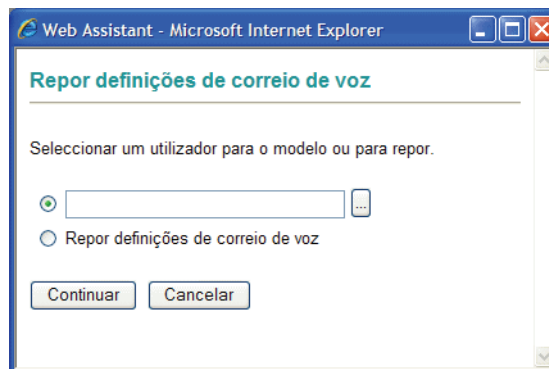 Web Assistant - Microsoft Internet Explorer
Repor definições de correio de voz
Seleccionar um utilizador para o modelo ou para repor.
...
Repor definições de correio de voz
Continuar Cancelar